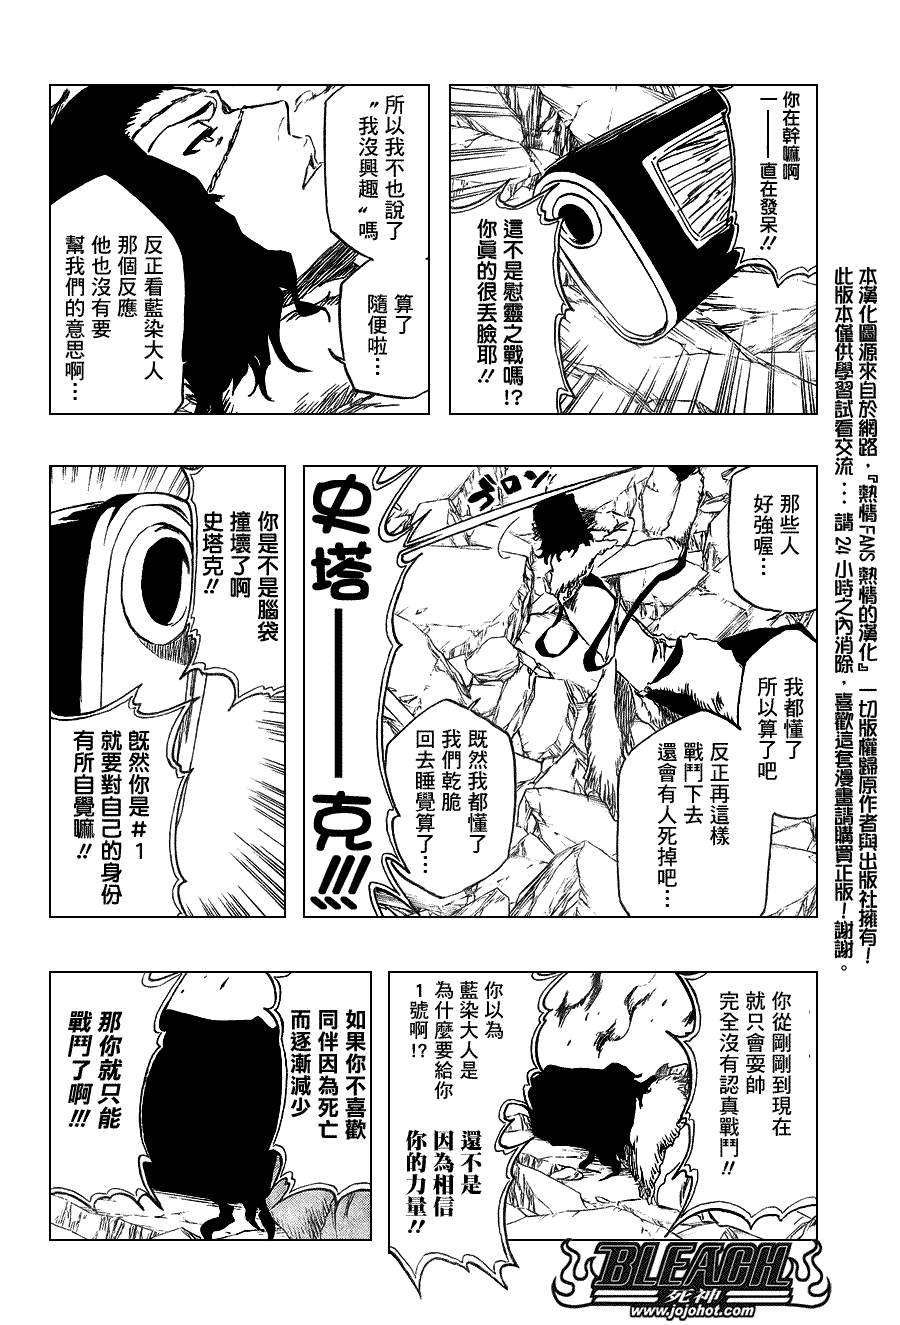 你在幹嘛啊
一——直在發呆!!
這不是慰靈之戰嗎!?
你真的很丟臉耶!!
所以我不也說了
〝我沒興趣〞嗎
算了
隨便啦…
反正看藍染大人
那個反應
他也沒有要
幫我們的意思啊…
那些人
好強喔…
ゴロン
我都懂了
所以算了吧
反正再這樣
戰鬥下去
還會有人死掉吧…
既然我都懂了
我們乾脆
回去睡覺算了…
史塔——克!!!
你是不是腦袋
撞壞了啊
史塔克!!
既然你是#1
就要對自己的身份
有所自覺嘛!!
你從剛剛到現在
就只會耍帥
完全沒有認真戰鬥!!
你以為
藍染大人是
為什麼要給你
1號啊!?
還不是
因為相信
你的力量!!
如果你不喜歡
同伴因為死亡
而逐漸減少
那你就只能
戰鬥了啊!!!
本漢化圖源來自於網路，『熱情FANS熱情的漢化』一切版權歸原作者與出版社擁有！
此版本僅供學習試看交流...請24小時之內消除，喜歡這套漫畫請購買正版！謝謝。
BLEACH
死神
www.jojohot.com